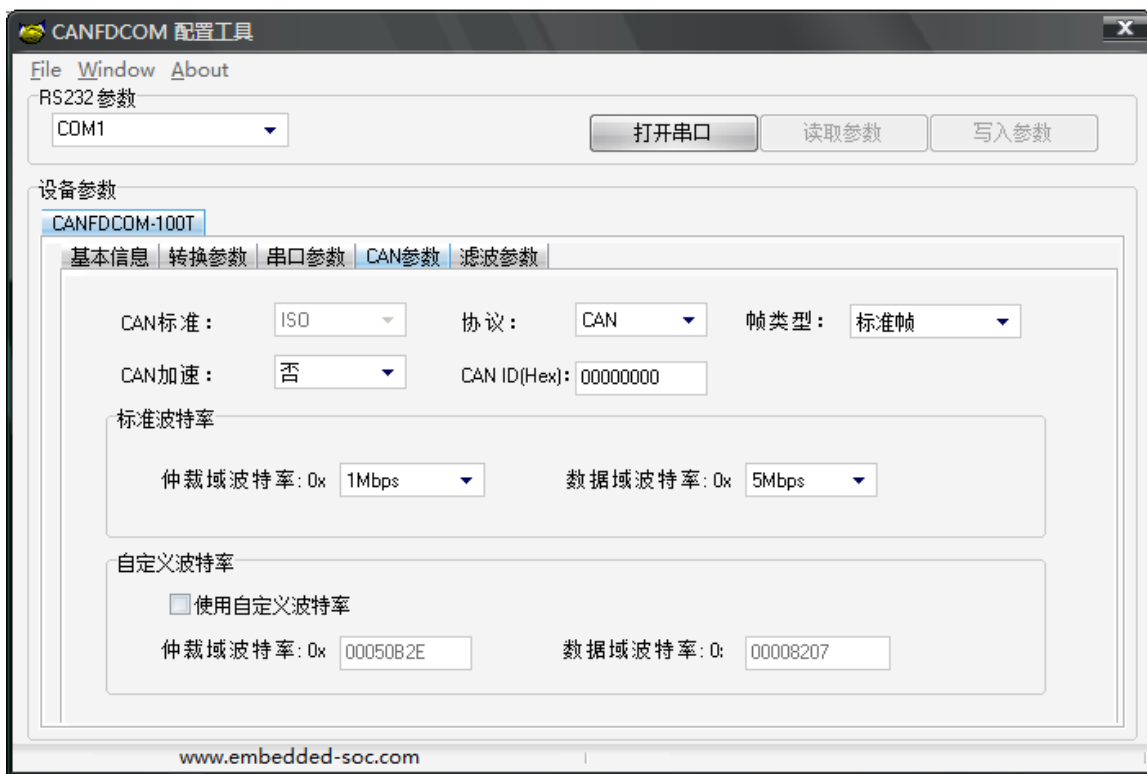 CANFDCOM 配置工具
X
File Window About
RS232 参数
COM1 打开串口 读取参数 写入参数
设备参数
CANFDCOM-100T
基本信息 转换参数 串口参数 CAN参数 滤波参数
CAN标准： ISO 协议： CAN 帧类型： 标准帧
CAN加速： 否 CAN ID(Hex): 00000000
标准波特率
仲裁域波特率: 0x 1Mbps 数据域波特率: 0x 5Mbps
自定义波特率
使用自定义波特率
仲裁域波特率: 0x 00050B2E 数据域波特率: 0: 00008207
www.embedded-soc.com